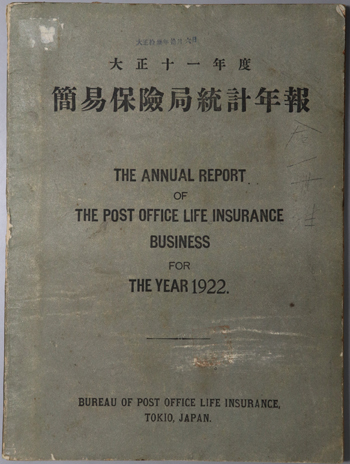 大正十一年度
簡易保險局統計年報
THE ANNUAL REPORT
OF
THE POST OFFICE LIFE INSURANCE
BUSINESS
FOR
THE YEAR 1922.
BUREAU OF POST OFFICE LIFE INSURANCE,
TOKIO, JAPAN.